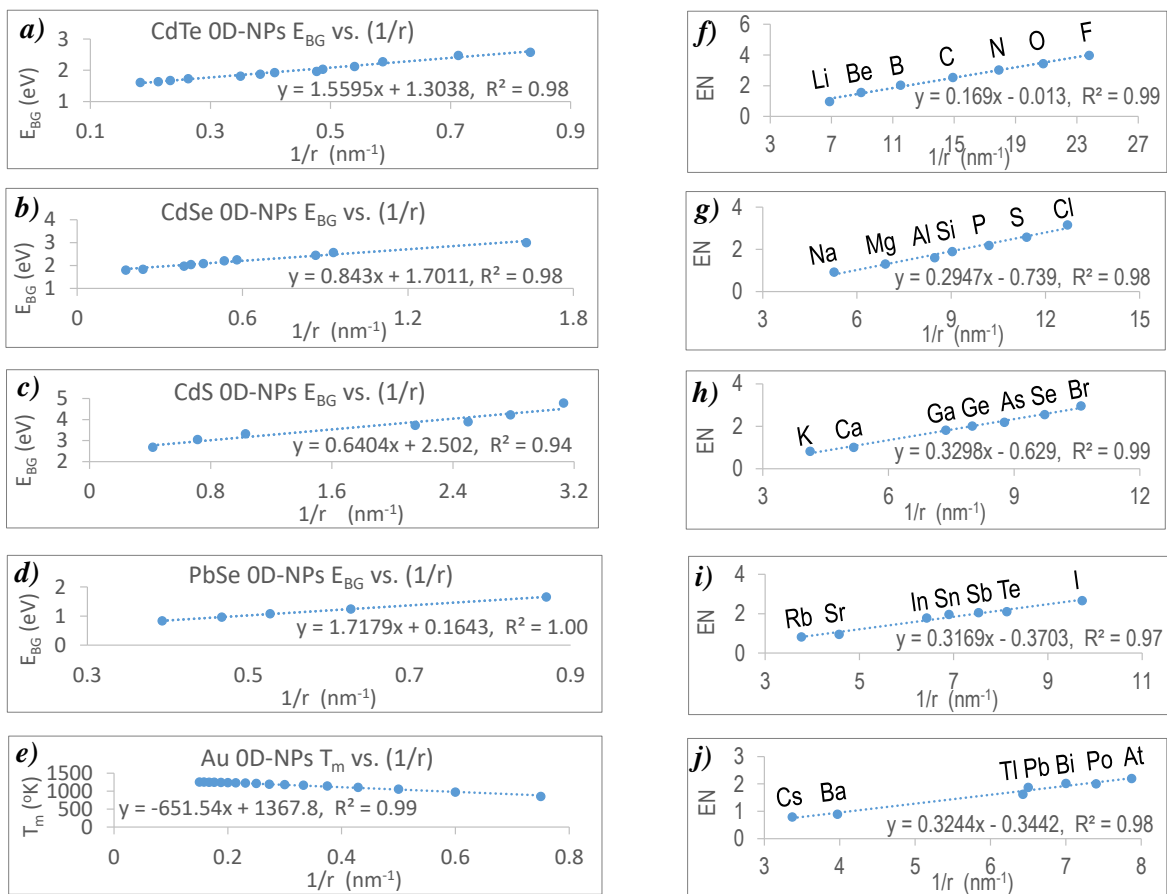 a)
CdTe 0D-NPs E_BG vs. (1/r)
E_BG (eV)
3
2
1
y = 1.5595x + 1.3038, R² = 0.98
0.1 0.3 0.5 0.7 0.9
1/r (nm⁻¹)
b)
CdSe 0D-NPs E_BG vs. (1/r)
E_BG (eV)
4
3
2
1
y = 0.843x + 1.7011, R² = 0.98
0 0.6 1.2 1.8
1/r (nm⁻¹)
c)
CdS 0D-NPs E_BG vs. (1/r)
E_BG (eV)
5
4
3
2
y = 0.6404x + 2.502, R² = 0.94
0 0.8 1.6 2.4 3.2
1/r (nm⁻¹)
d)
PbSe 0D-NPs E_BG vs. (1/r)
E_BG (eV)
2
1
0
y = 1.7179x + 0.1643, R² = 1.00
0.3 0.5 0.7 0.9
1/r (nm⁻¹)
e)
Au 0D-NPs T_m vs. (1/r)
T_m (°K)
1500
1000
500
0
y = -651.54x + 1367.8, R² = 0.99
0 0.2 0.4 0.6 0.8
1/r (nm⁻¹)
f)
EN
6
4
2
0
Li Be B C N O F
y = 0.169x - 0.013, R² = 0.99
3 7 11 15 19 23 27
1/r (nm⁻¹)
g)
EN
4
2
0
Na Mg Al Si P S Cl
y = 0.2947x - 0.739, R² = 0.98
3 6 9 12 15
1/r (nm⁻¹)
h)
EN
4
2
0
K Ca Ga Ge As Se Br
y = 0.3298x - 0.629, R² = 0.99
3 6 9 12
1/r (nm⁻¹)
i)
EN
4
2
0
Rb Sr In Sn Sb Te I
y = 0.3169x - 0.3703, R² = 0.97
3 5 7 9 11
1/r (nm⁻¹)
j)
EN
3
2
1
0
Cs Ba Tl Pb Bi Po At
y = 0.3244x - 0.3442, R² = 0.98
3 4 5 6 7 8
1/r (nm⁻¹)